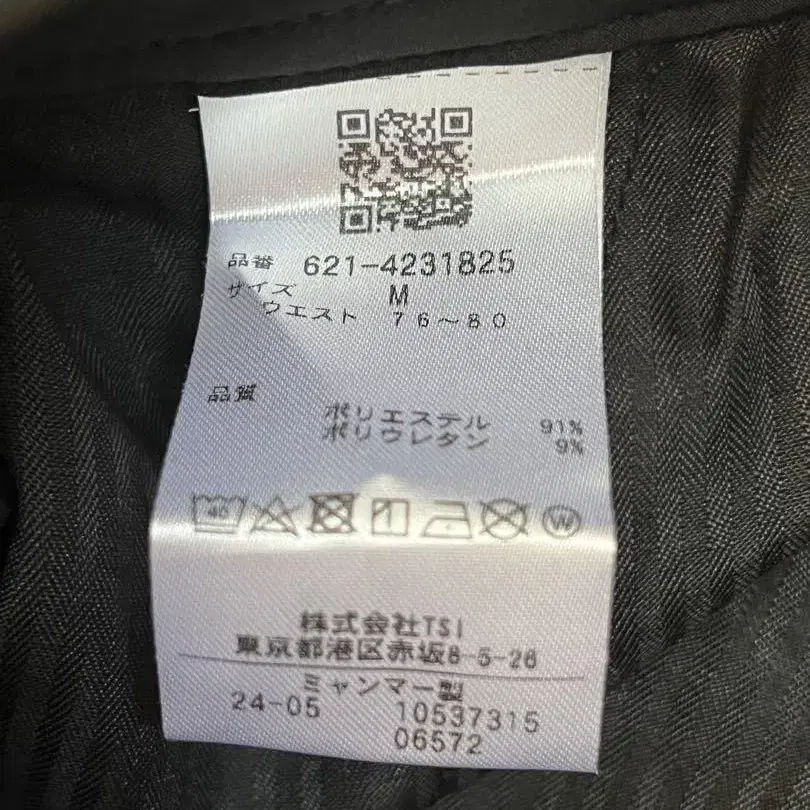 品番 621-4231825
サイズ M
ウエスト 76～80
品質
ポリエステル 91%
ポリウレタン 9%
40 W
株式会社TSI
東京都港区赤坂8-5-26
ミャンマー製
24-05 10537315
06572